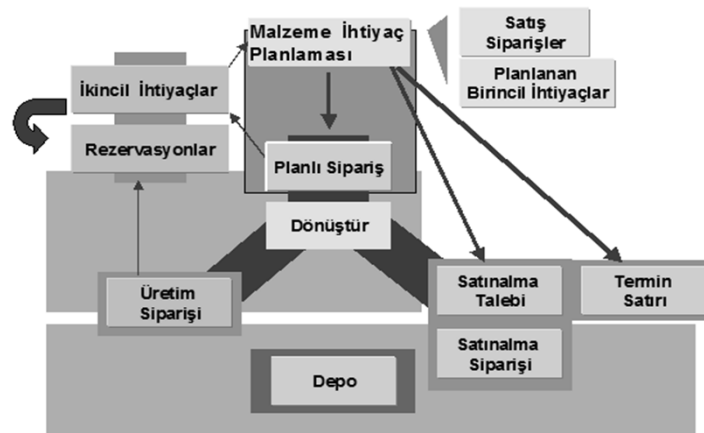 Malzeme İhtiyaç
Planlaması
Satış
Siparişler
Planlanan
Birincil İhtiyaçlar
İkincil İhtiyaçlar
Rezervasyonlar
Planlı Sipariş
Dönüştür
Üretim
Siparişi
Satınalma
Talebi
Termin
Satırı
Satınalma
Siparişi
Depo